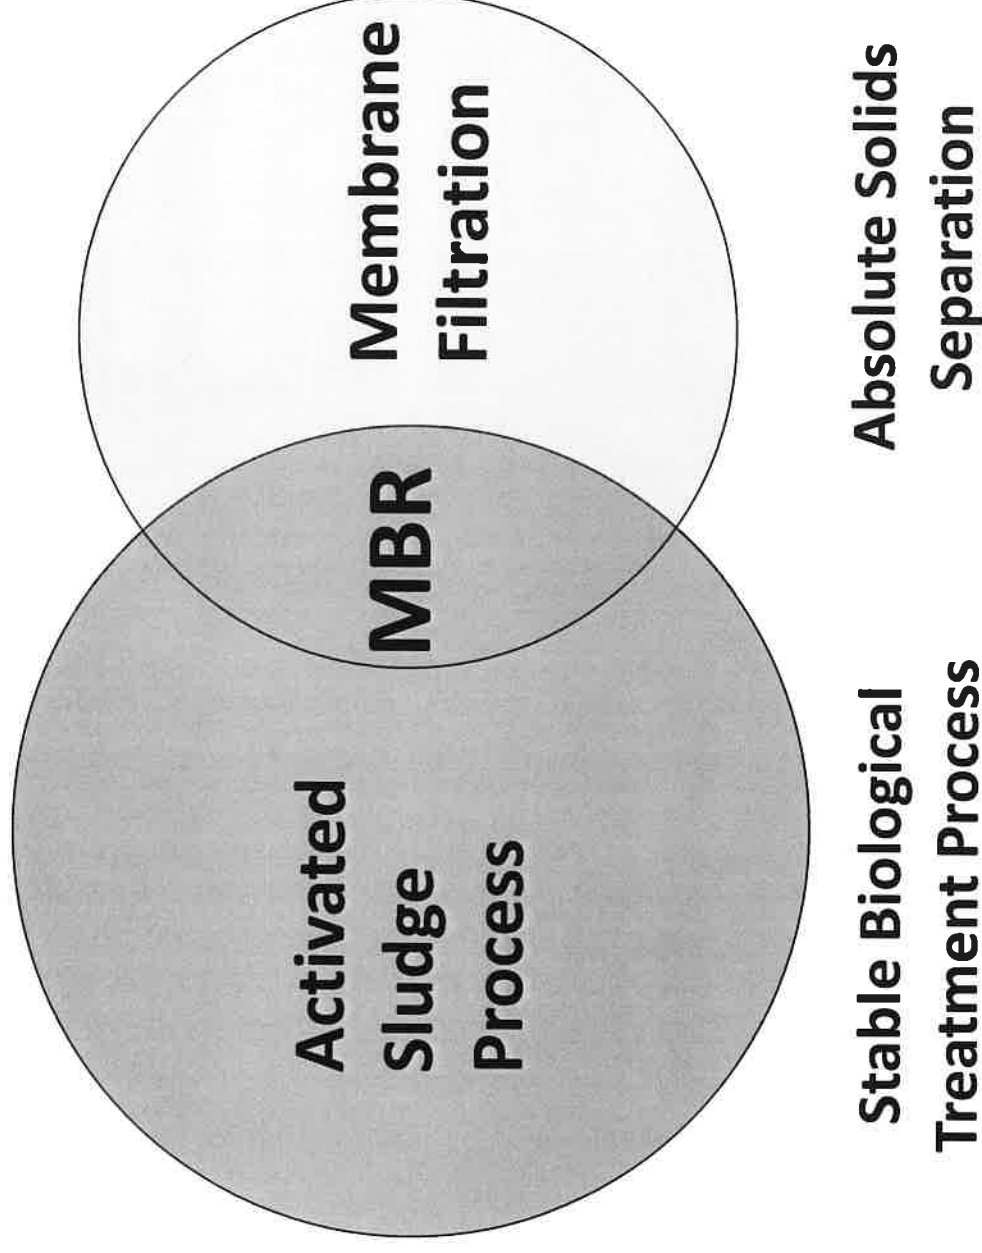 Activated
Sludge
Process
MBR
Membrane
Filtration
Stable Biological
Treatment Process
Absolute Solids
Separation